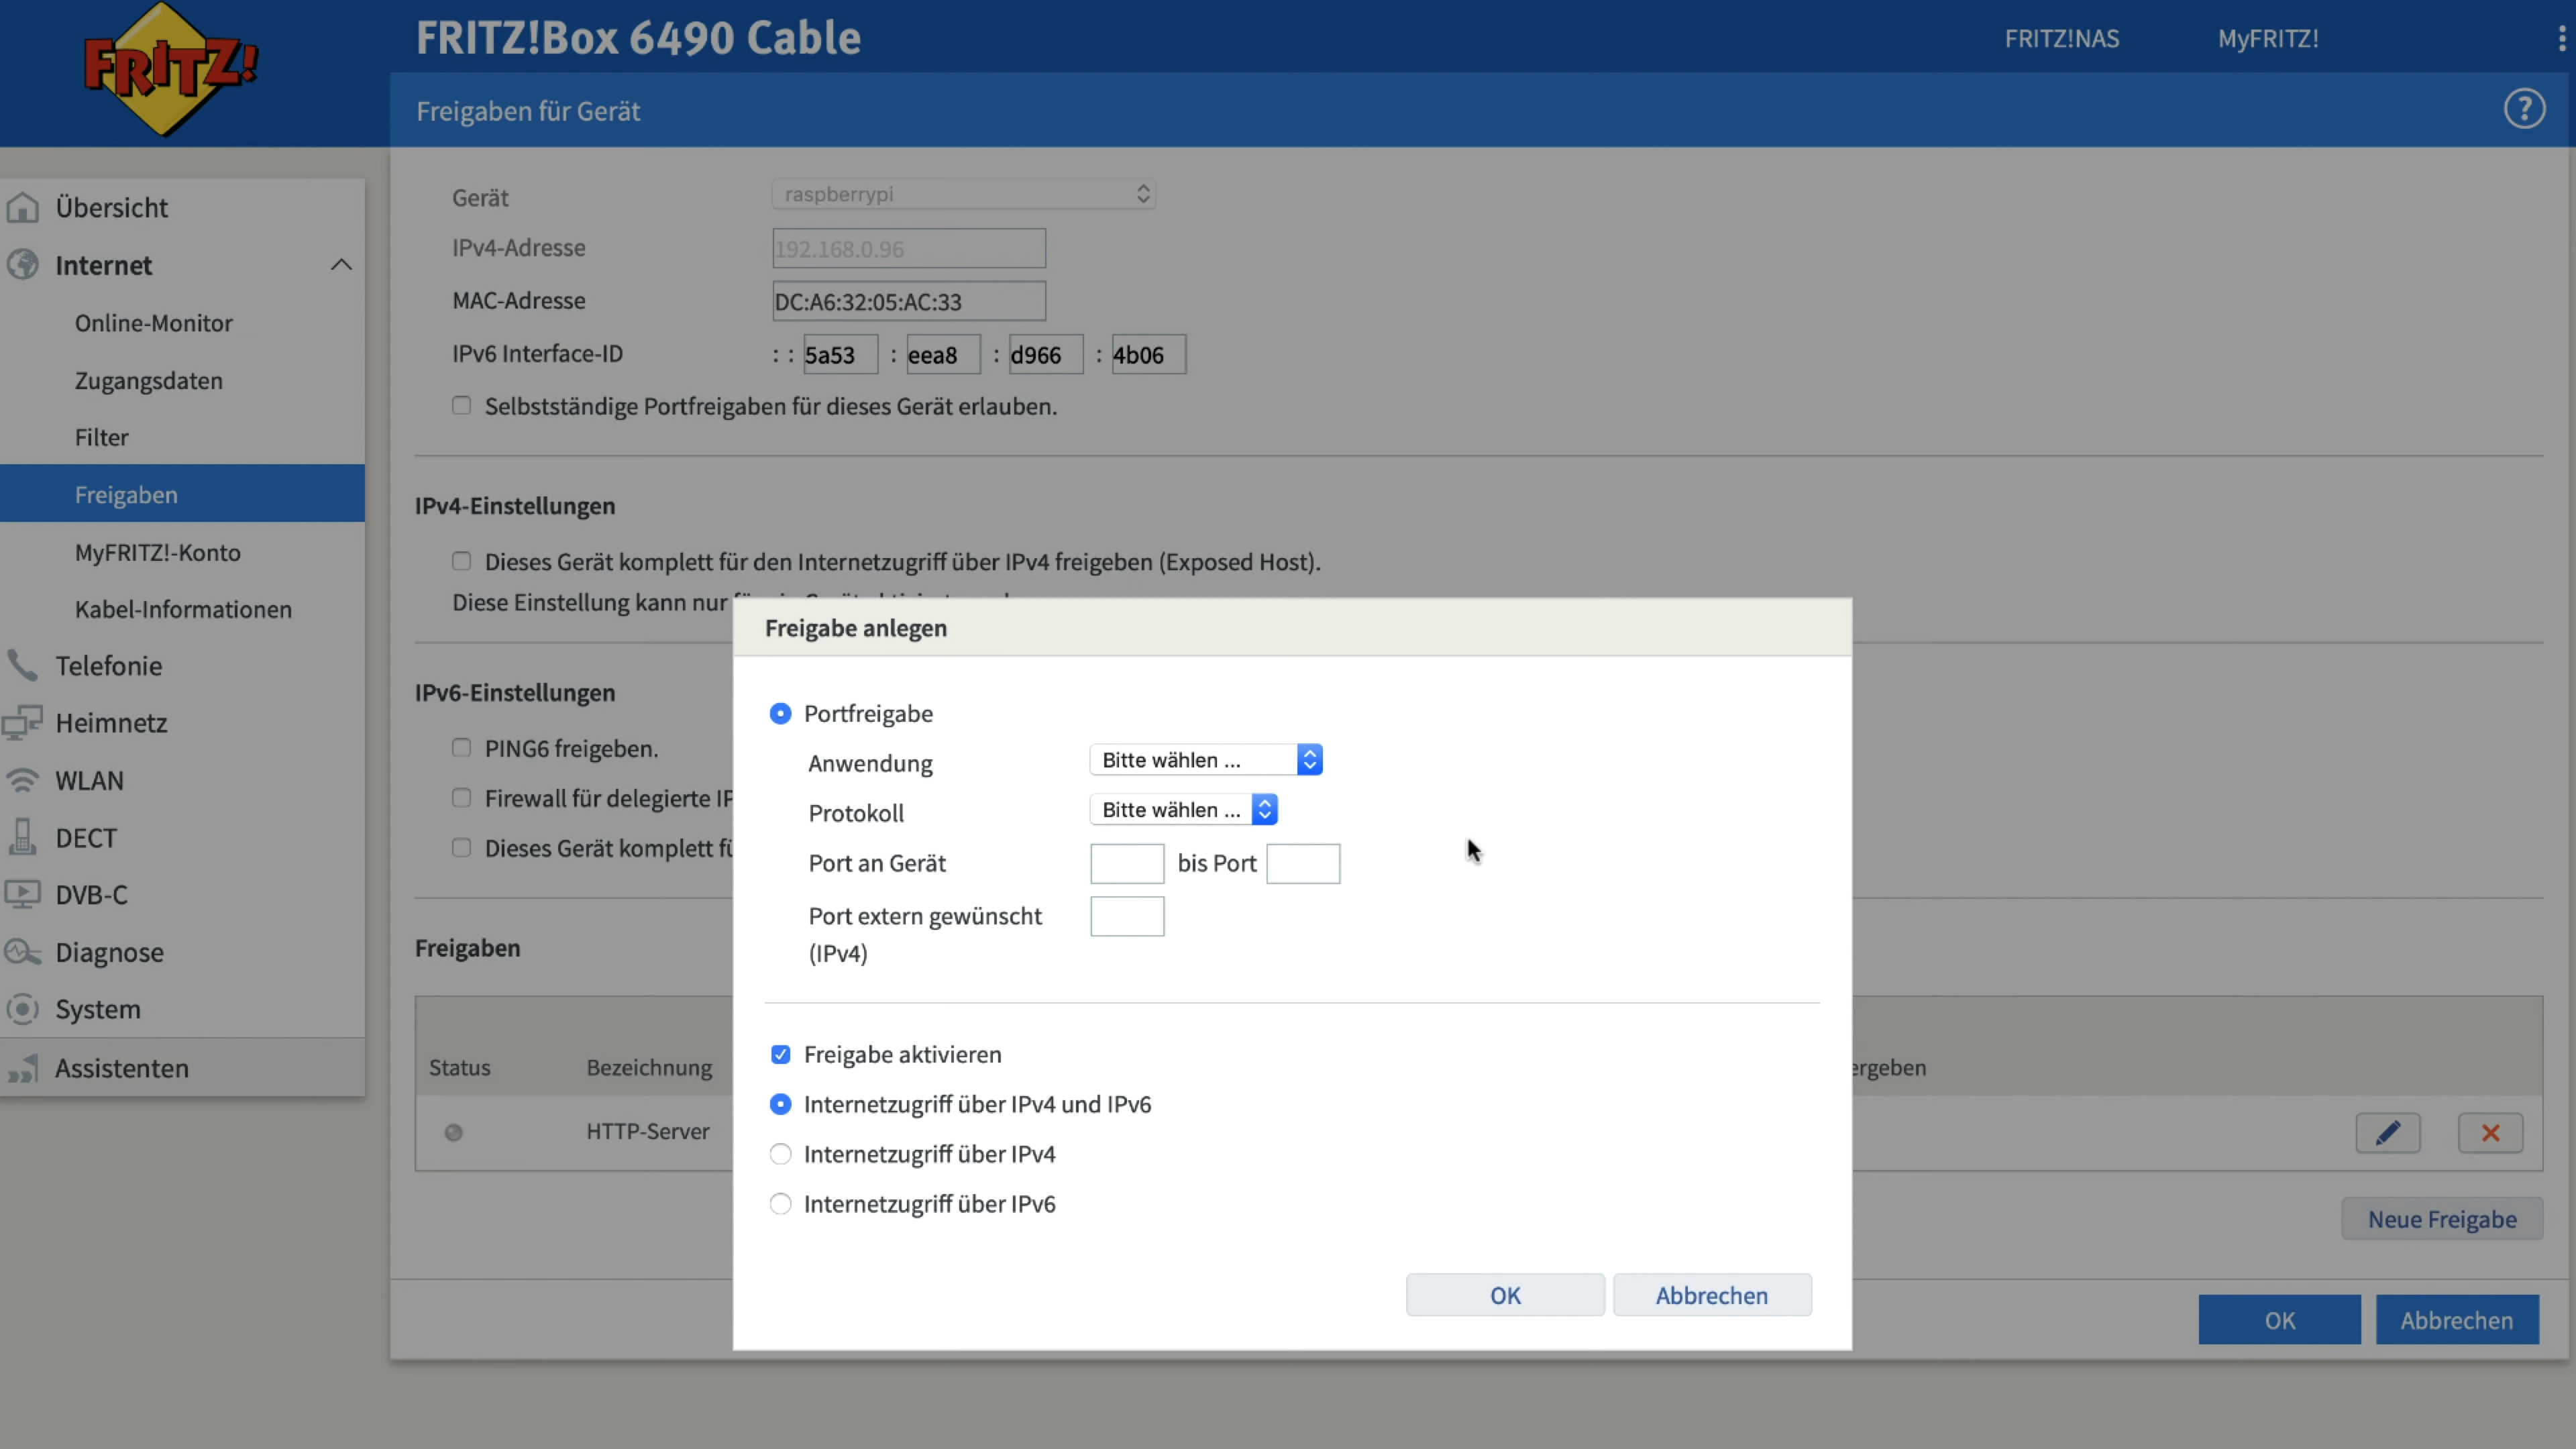 FRITZ!
FRITZ!Box 6490 Cable
FRITZ!NAS
MyFRITZ!
Freigaben für Gerät
?
Übersicht
Internet
Online-Monitor
Zugangsdaten
Filter
Freigaben
MyFRITZ!-Konto
Kabel-Informationen
Telefonie
Heimnetz
WLAN
DECT
DVB-C
Diagnose
System
Assistenten
Gerät raspberrypi
IPv4-Adresse 192.168.0.96
MAC-Adresse DC:A6:32:05:AC:33
IPv6 Interface-ID : : 5a53 : eea8 : d966 : 4b06
Selbstständige Portfreigaben für dieses Gerät erlauben.
IPv4-Einstellungen
Dieses Gerät komplett für den Internetzugriff über IPv4 freigeben (Exposed Host).
Diese Einstellung kann nur
IPv6-Einstellungen
PING6 freigeben.
Firewall für delegierte IP
Dieses Gerät komplett fü
Freigaben
Status Bezeichnung ergeben
HTTP-Server
Neue Freigabe
OK Abbrechen
Freigabe anlegen
Portfreigabe
Anwendung Bitte wählen ...
Protokoll Bitte wählen ...
Port an Gerät bis Port
Port extern gewünscht
(IPv4)
Freigabe aktivieren
Internetzugriff über IPv4 und IPv6
Internetzugriff über IPv4
Internetzugriff über IPv6
OK Abbrechen